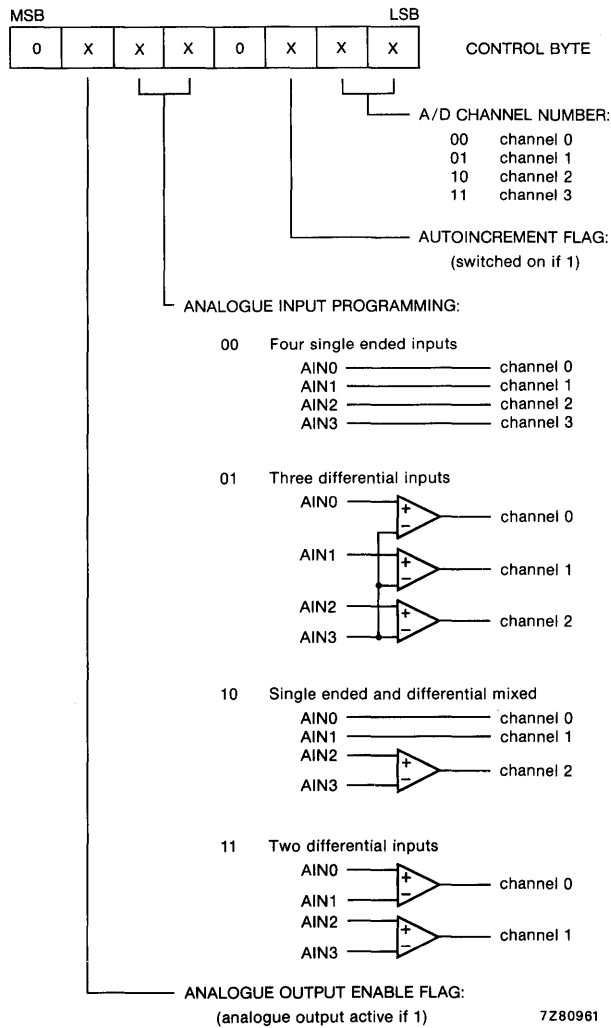 MSB LSB
0 X X X 0 X X X CONTROL BYTE
A/D CHANNEL NUMBER:
00 channel 0
01 channel 1
10 channel 2
11 channel 3
AUTOINCREMENT FLAG:
(switched on if 1)
ANALOGUE INPUT PROGRAMMING:
00 Four single ended inputs
AIN0 channel 0
AIN1 channel 1
AIN2 channel 2
AIN3 channel 3
01 Three differential inputs
AIN0 + − channel 0
AIN1 + − channel 1
AIN2 + − channel 2
AIN3
10 Single ended and differential mixed
AIN0 channel 0
AIN1 channel 1
AIN2 + − channel 2
AIN3
11 Two differential inputs
AIN0 + − channel 0
AIN1
AIN2 + − channel 1
AIN3
ANALOGUE OUTPUT ENABLE FLAG:
(analogue output active if 1) 7Z80961